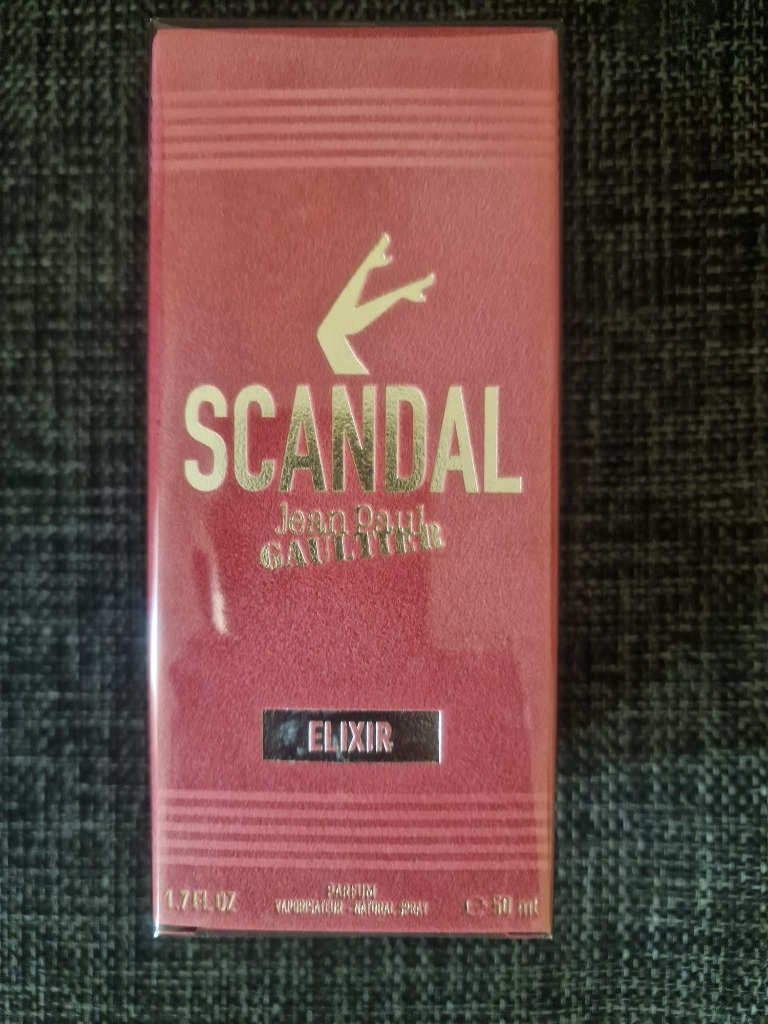 SCANDAL
Jean Paul
GAULTIER
ELIXIR
PARFUM
1.7 FL OZ VAPORISATEUR - NATURAL SPRAY e 50 ml